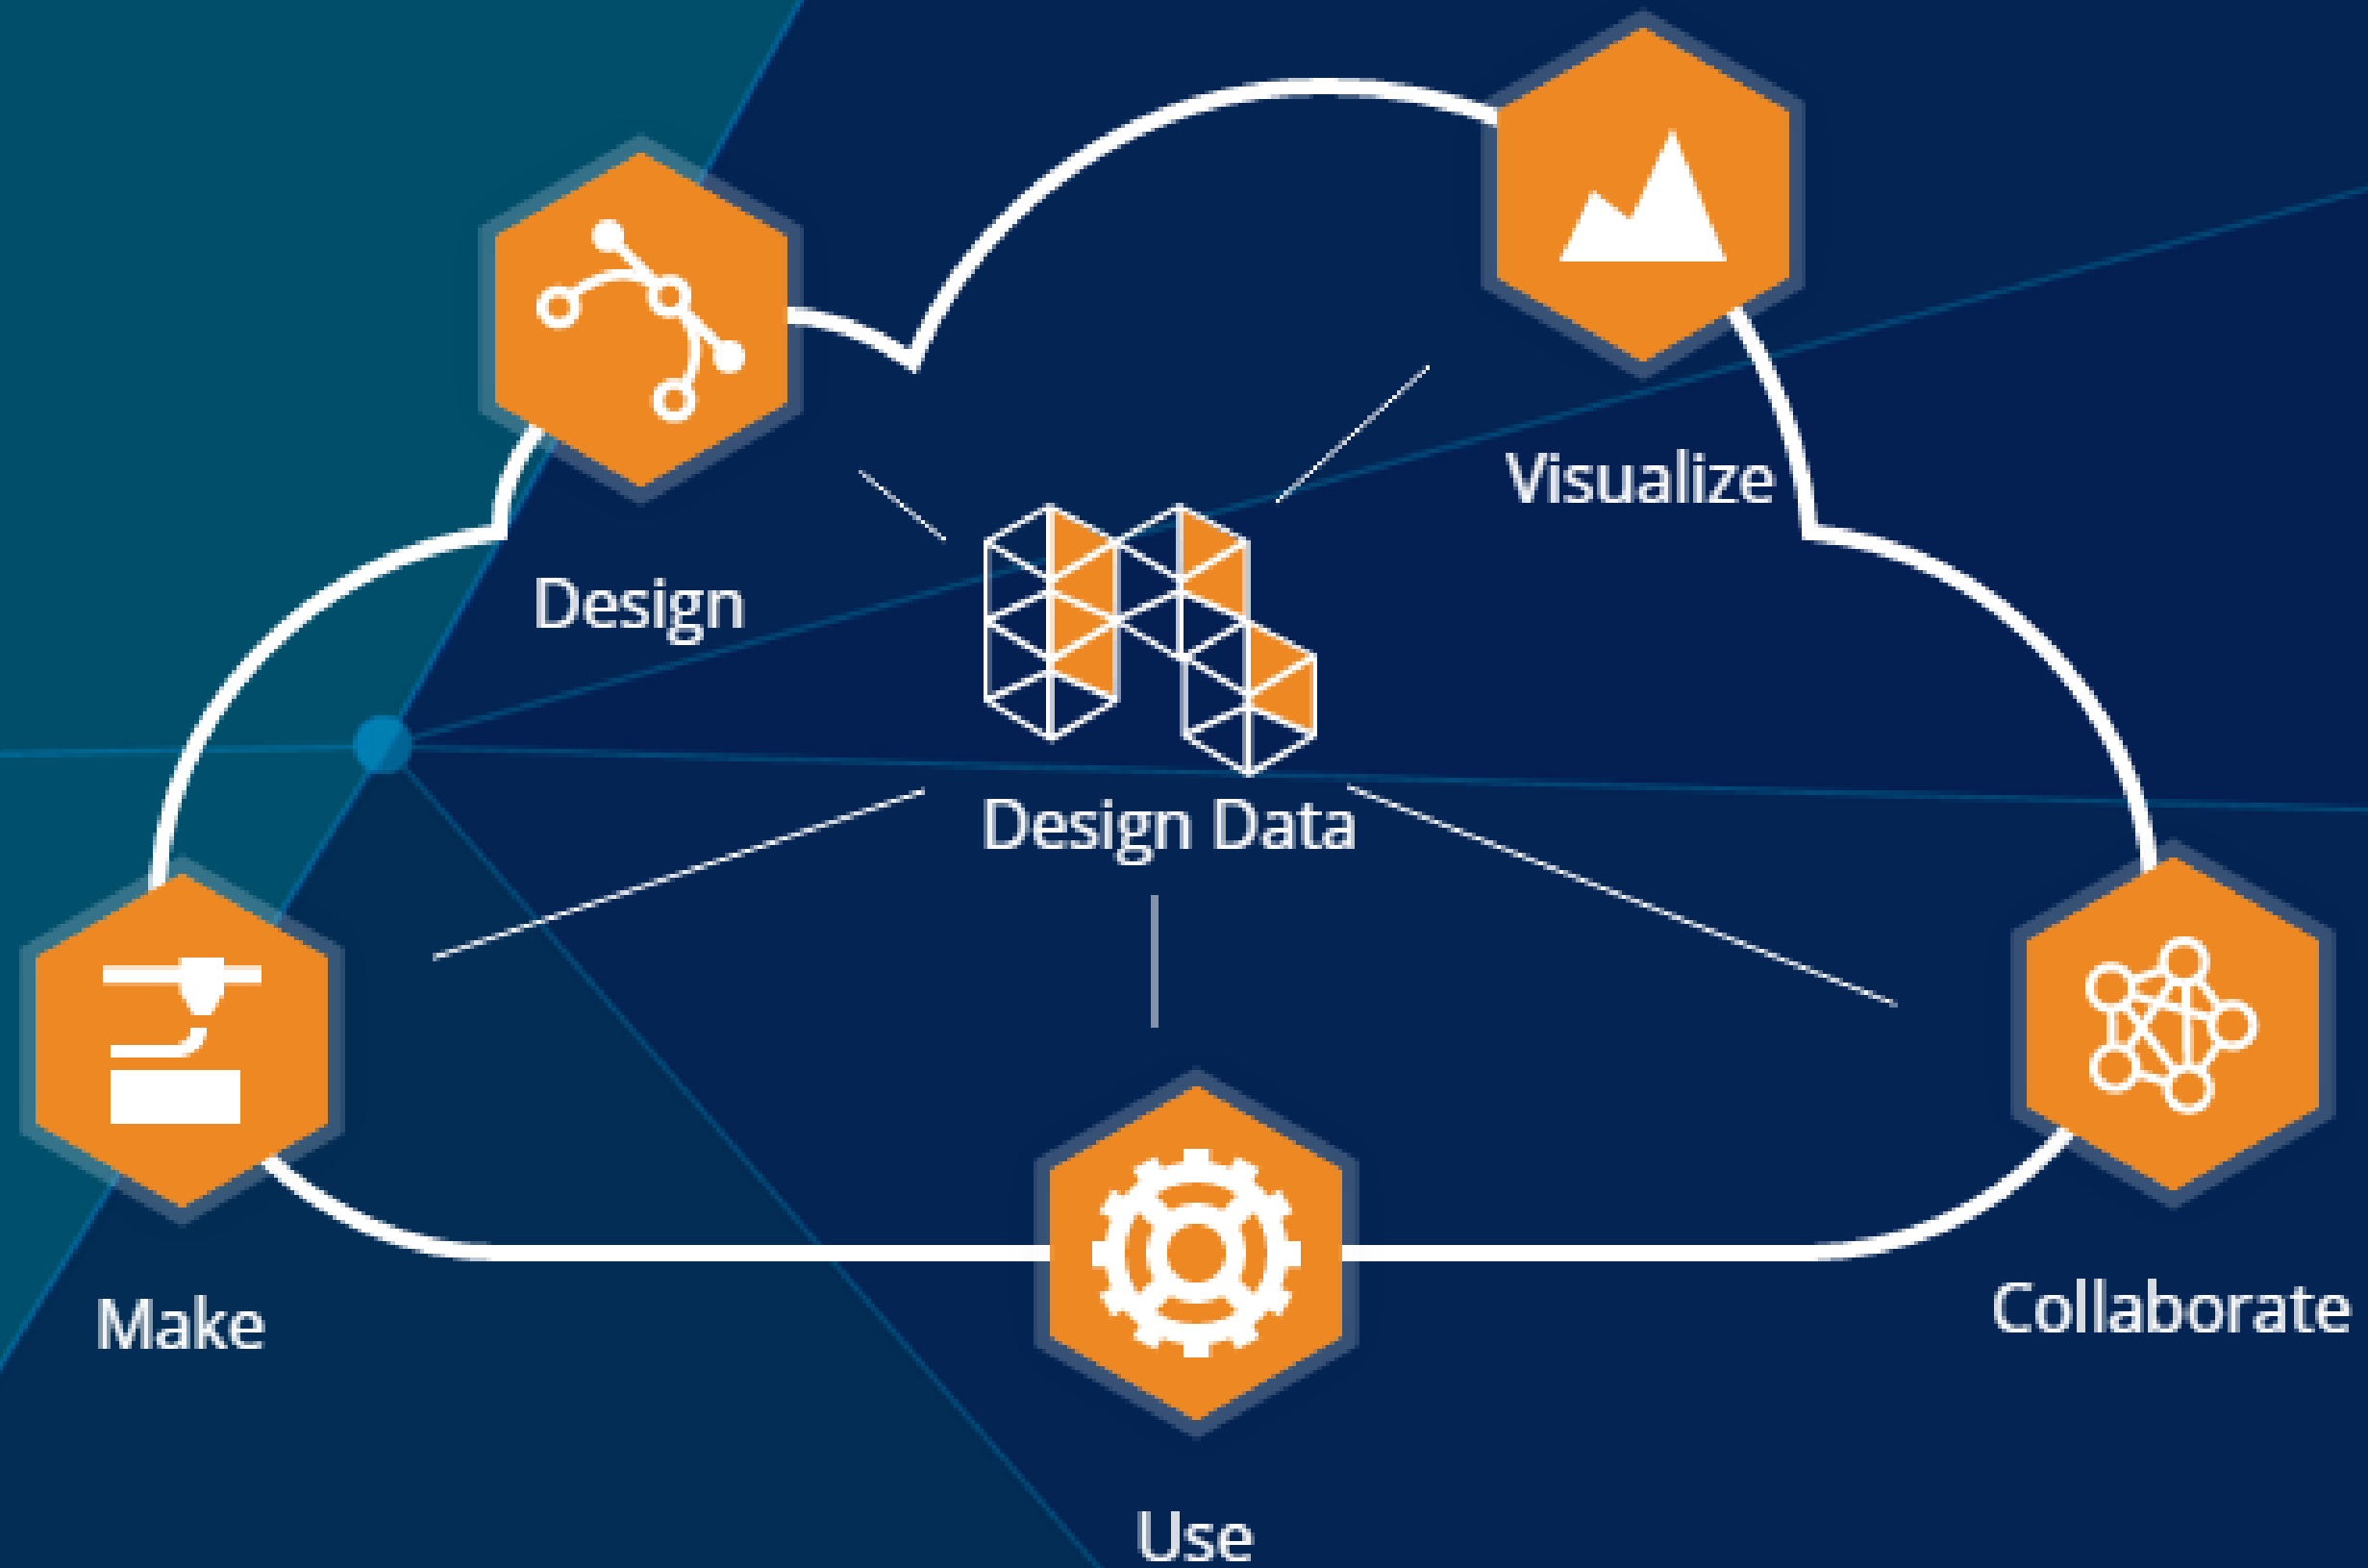 Visualize
Design
Design Data
Make
Collaborate
Use